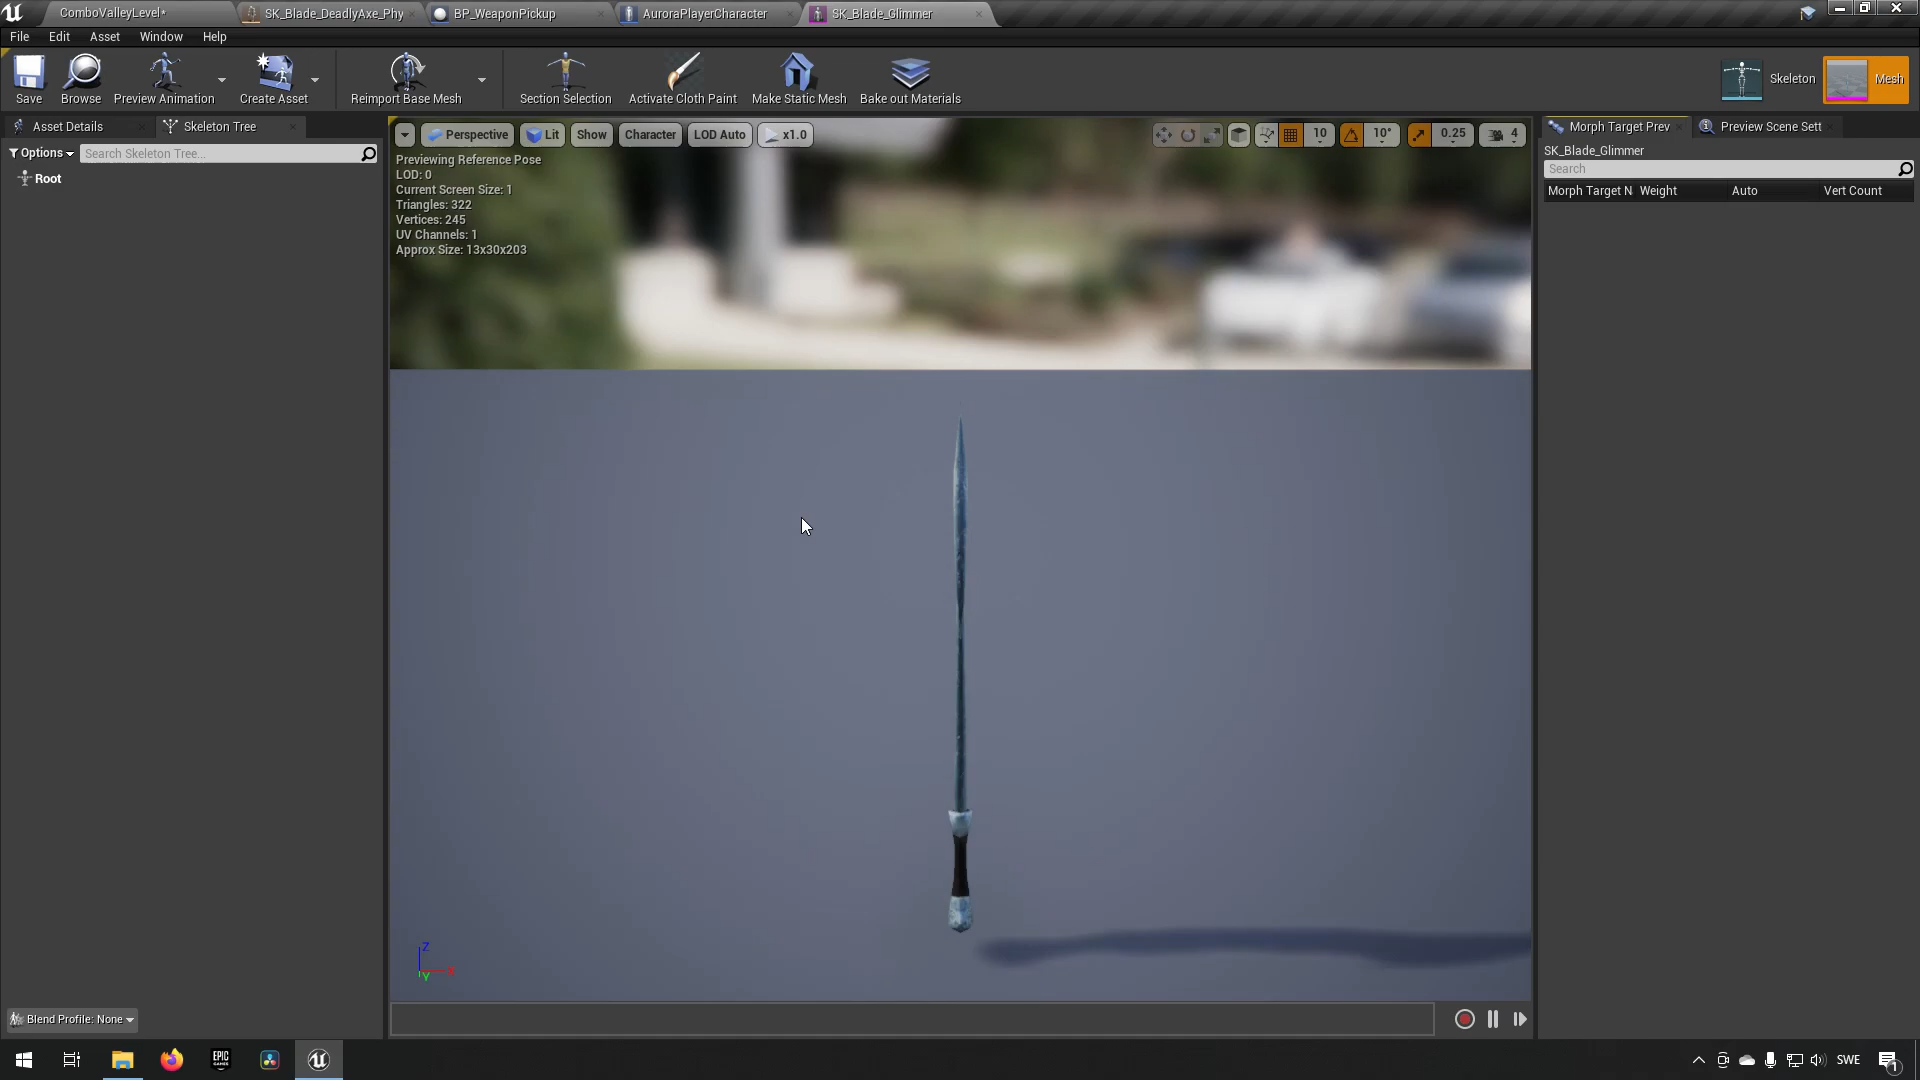 ComboValleyLevel*
SK_Blade_DeadlyAxe_Phy
BP_WeaponPickup
AuroraPlayerCharacter
SK_Blade_Glimmer
File Edit Asset Window Help
Save
Browse
Preview Animation
Create Asset
Reimport Base Mesh
Section Selection
Activate Cloth Paint
Make Static Mesh
Bake out Materials
Skeleton
Mesh
Asset Details
Skeleton Tree
Options
Search Skeleton Tree...
Root
Perspective
Lit
Show
Character
LOD Auto
x1.0
10
10°
0.25
4
Previewing Reference Pose
LOD: 0
Current Screen Size: 1
Triangles: 322
Vertices: 245
UV Channels: 1
Approx Size: 13x30x203
Z
X
Y
Morph Target Prev
Preview Scene Sett
SK_Blade_Glimmer
Search
Morph Target N Weight Auto Vert Count
Blend Profile: None
EPIC
GAMES
SWE
1